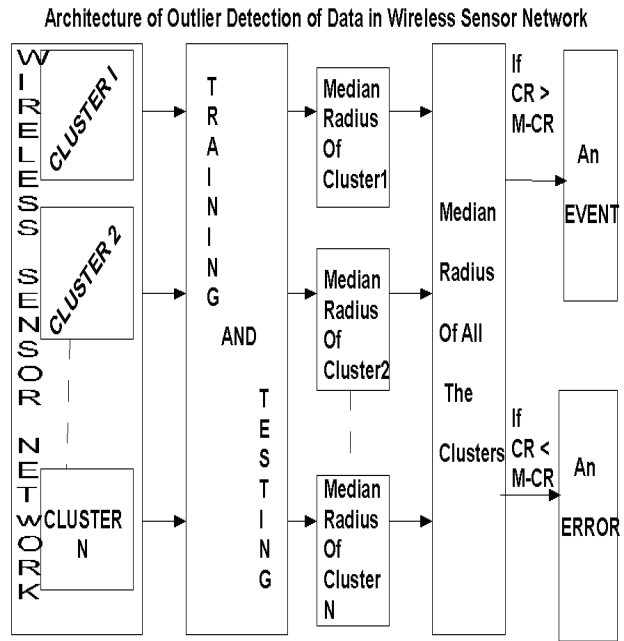 Architecture of Outlier Detection of Data in Wireless Sensor Network
WIRELESS SENSOR NETWORK
CLUSTER 1
CLUSTER 2
CLUSTER
N
TRAINING
AND
TESTING
Median
Radius
Of
Cluster1
Median
Radius
Of
Cluster2
Median
Radius
Of
Cluster
N
Median
Radius
Of All
The
Clusters
If
CR >
M-CR
An
EVENT
If
CR <
M-CR
An
ERROR